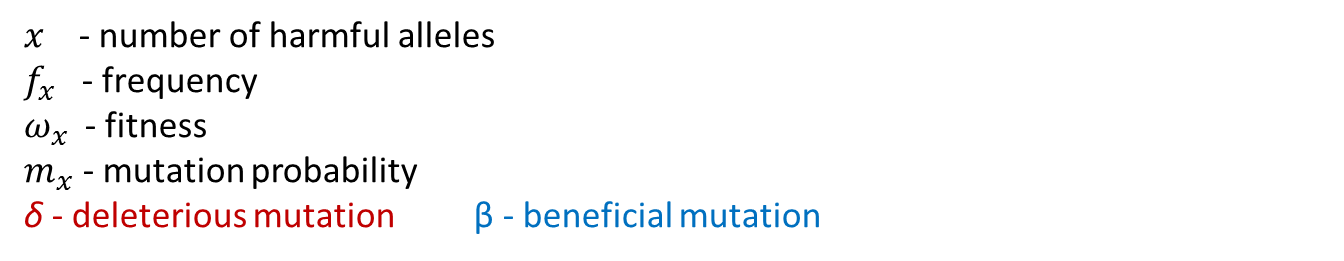 𝑥 - number of harmful alleles
𝑓ₓ - frequency
𝜔ₓ - fitness
𝑚ₓ - mutation probability
δ - deleterious mutation β - beneficial mutation